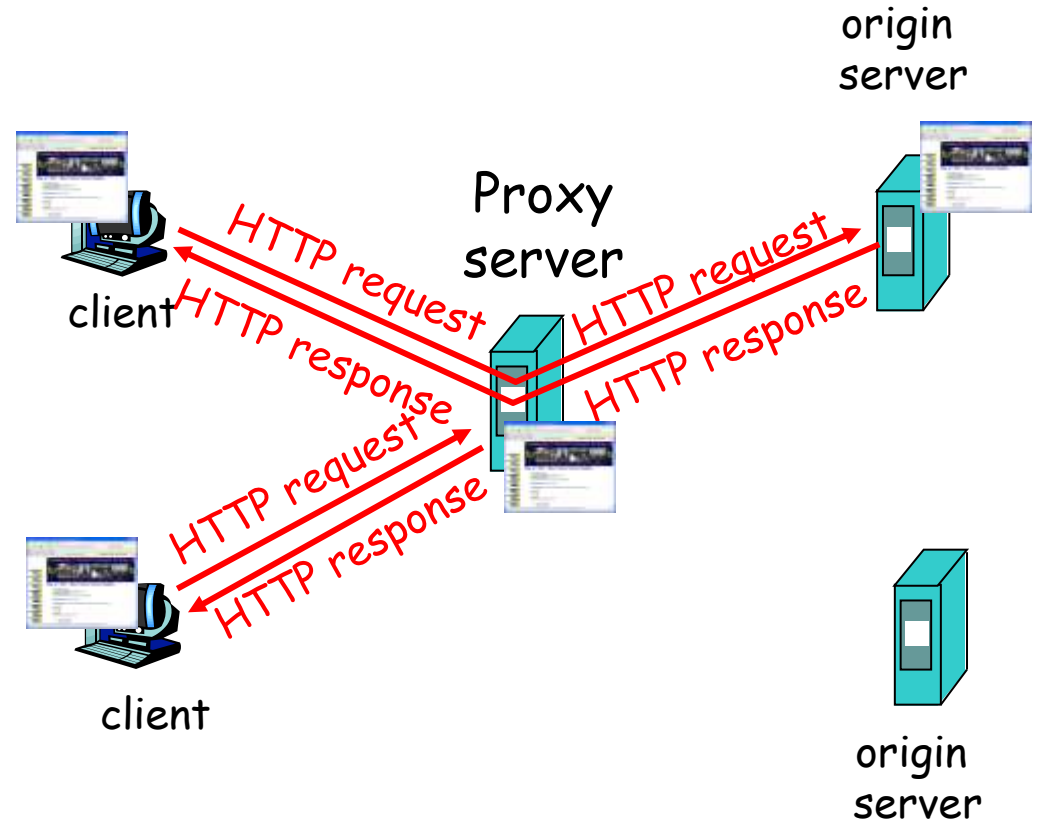 origin
server
Proxy
server
HTTP request
HTTP request
client
HTTP response
HTTP response
HTTP request
HTTP response
client
origin
server